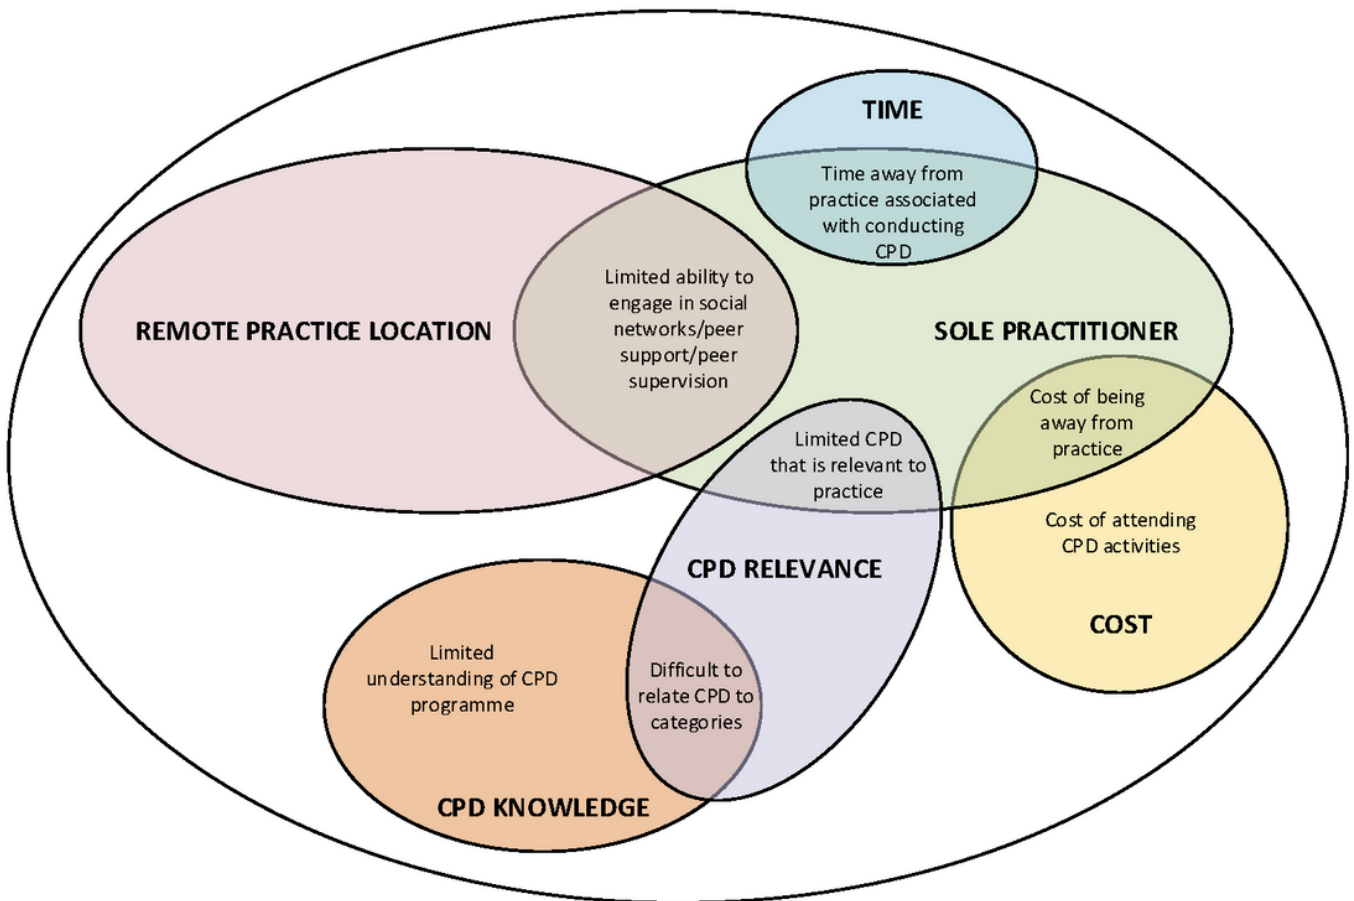 TIME
Time away from
practice associated
with conducting
CPD
REMOTE PRACTICE LOCATION
Limited ability to
engage in social
networks/peer
support/peer
supervision
SOLE PRACTITIONER
Cost of being
away from
practice
Limited CPD
that is relevant to
practice
Cost of attending
CPD activities
COST
CPD RELEVANCE
Limited
understanding of CPD
programme
Difficult to
relate CPD to
categories
CPD KNOWLEDGE